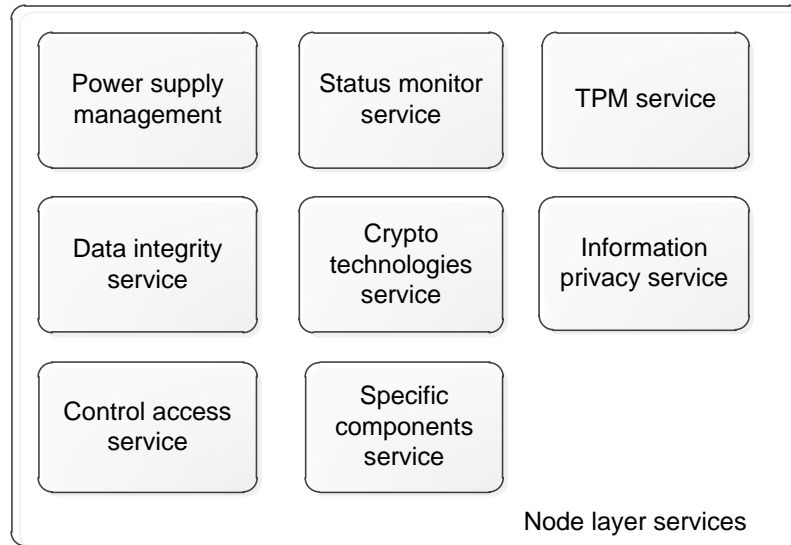 Power supply
management
Status monitor
service
TPM service
Data integrity
service
Crypto
technologies
service
Information
privacy service
Control access
service
Specific
components
service
Node layer services